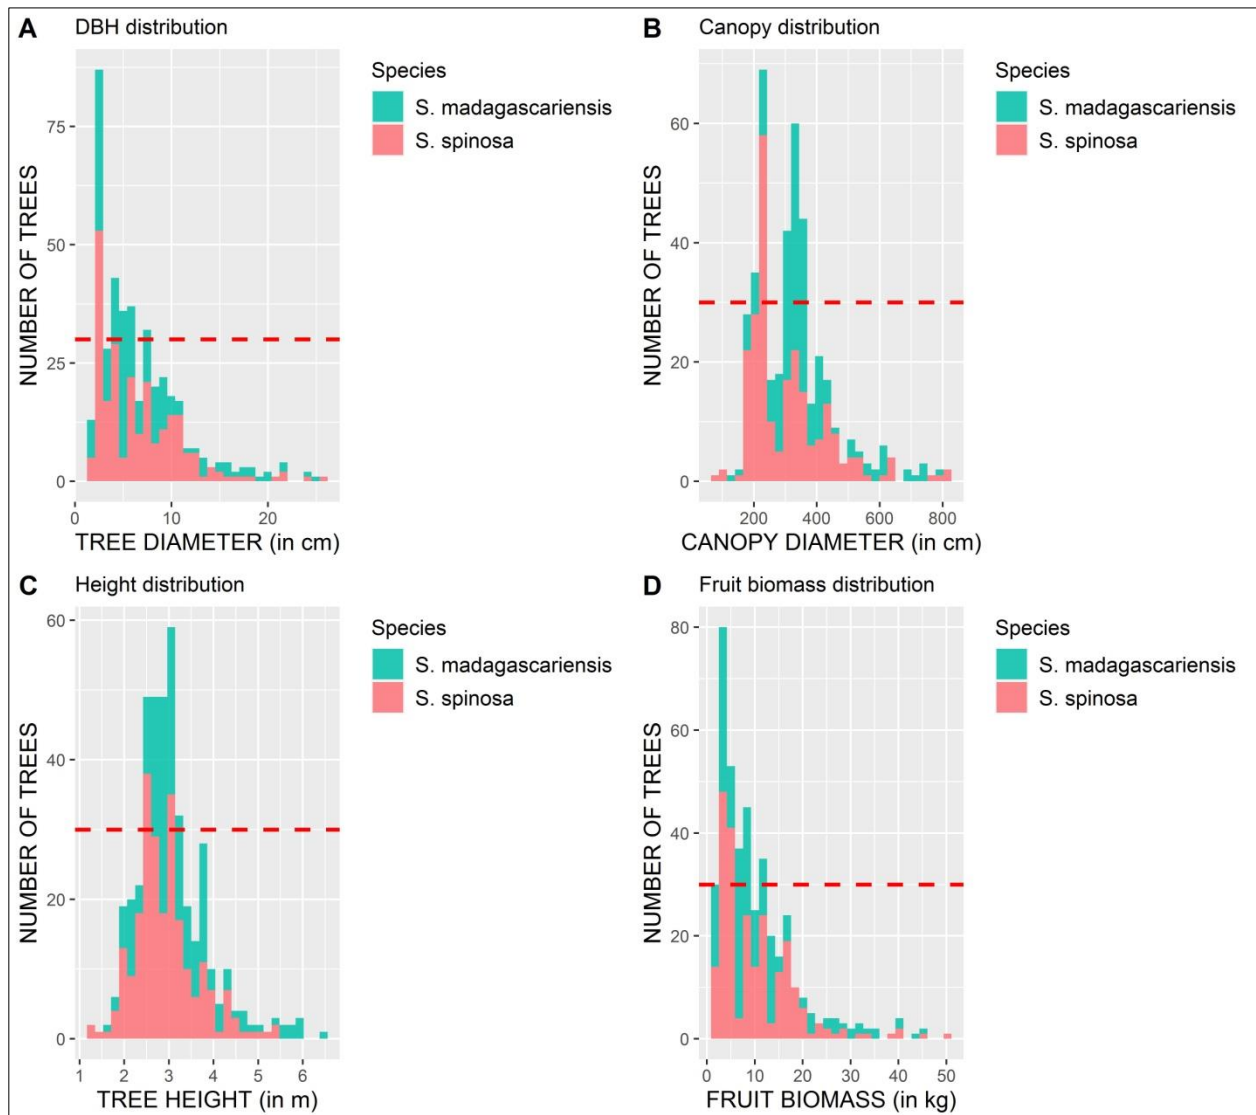 A DBH distribution
NUMBER OF TREES
75
50
25
0
0 10 20
TREE DIAMETER (in cm)
Species
S. madagascariensis
S. spinosa
B Canopy distribution
NUMBER OF TREES
60
40
20
0
200 400 600 800
CANOPY DIAMETER (in cm)
Species
S. madagascariensis
S. spinosa
C Height distribution
NUMBER OF TREES
60
40
20
0
1 2 3 4 5 6
TREE HEIGHT (in m)
Species
S. madagascariensis
S. spinosa
D Fruit biomass distribution
NUMBER OF TREES
80
60
40
20
0
0 10 20 30 40 50
FRUIT BIOMASS (in kg)
Species
S. madagascariensis
S. spinosa